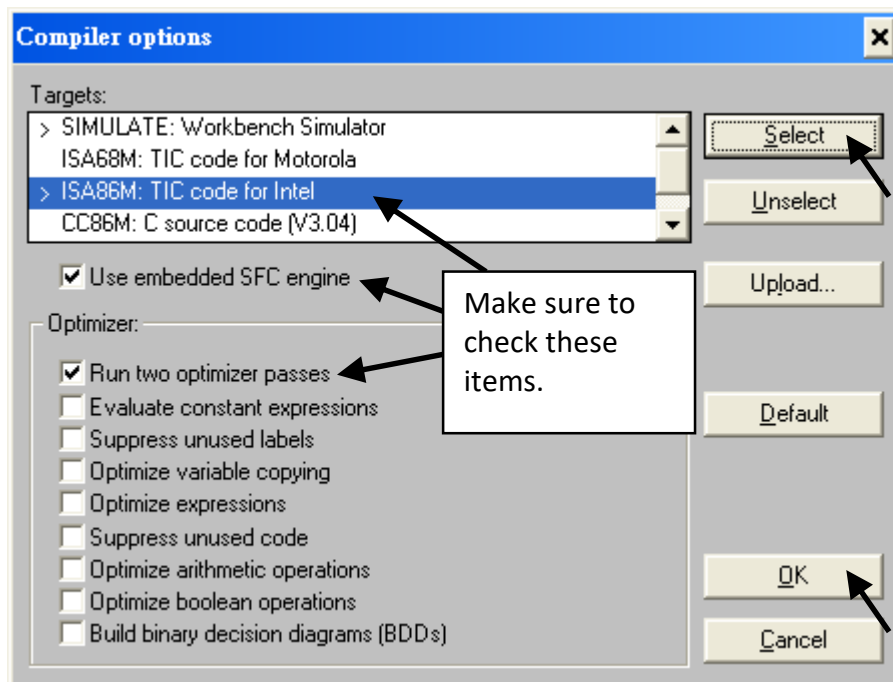 Compiler options
Targets:
> SIMULATE: Workbench Simulator
ISA68M: TIC code for Motorola
> ISA86M: TIC code for Intel
CC86M: C source code (V3.04)
Select
Unselect
Upload...
Use embedded SFC engine
Make sure to
check these
items.
Optimizer:
Run two optimizer passes
Evaluate constant expressions
Suppress unused labels
Optimize variable copying
Optimize expressions
Suppress unused code
Optimize arithmetic operations
Optimize boolean operations
Build binary decision diagrams (BDDs)
Default
OK
Cancel